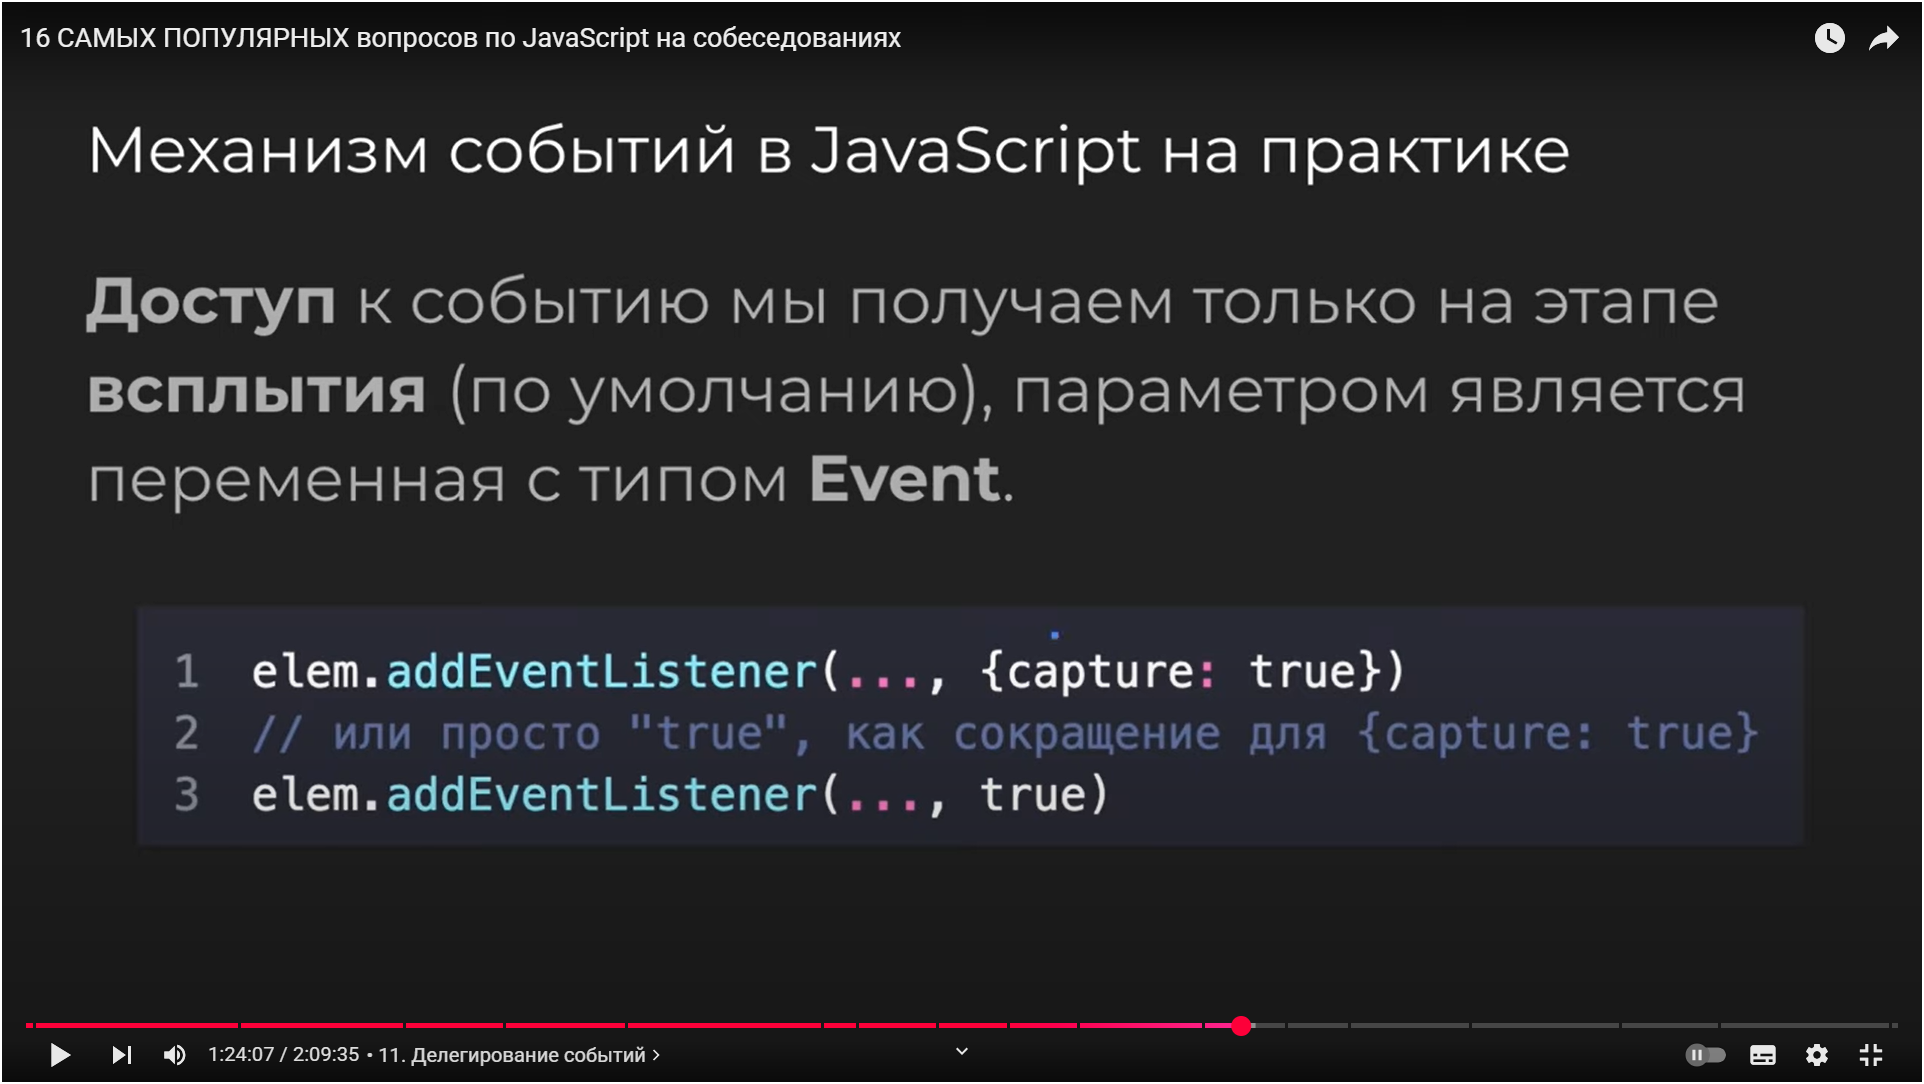 16 САМЫХ ПОПУЛЯРНЫХ вопросов по JavaScript на собеседованиях
Механизм событий в JavaScript на практике
Доступ к событию мы получаем только на этапе
всплытия (по умолчанию), параметром является
переменная с типом Event.
1 elem.addEventListener(..., {capture: true})
2 // или просто "true", как сокращение для {capture: true}
3 elem.addEventListener(..., true)
1:24:07 / 2:09:35 • 11. Делегирование событий